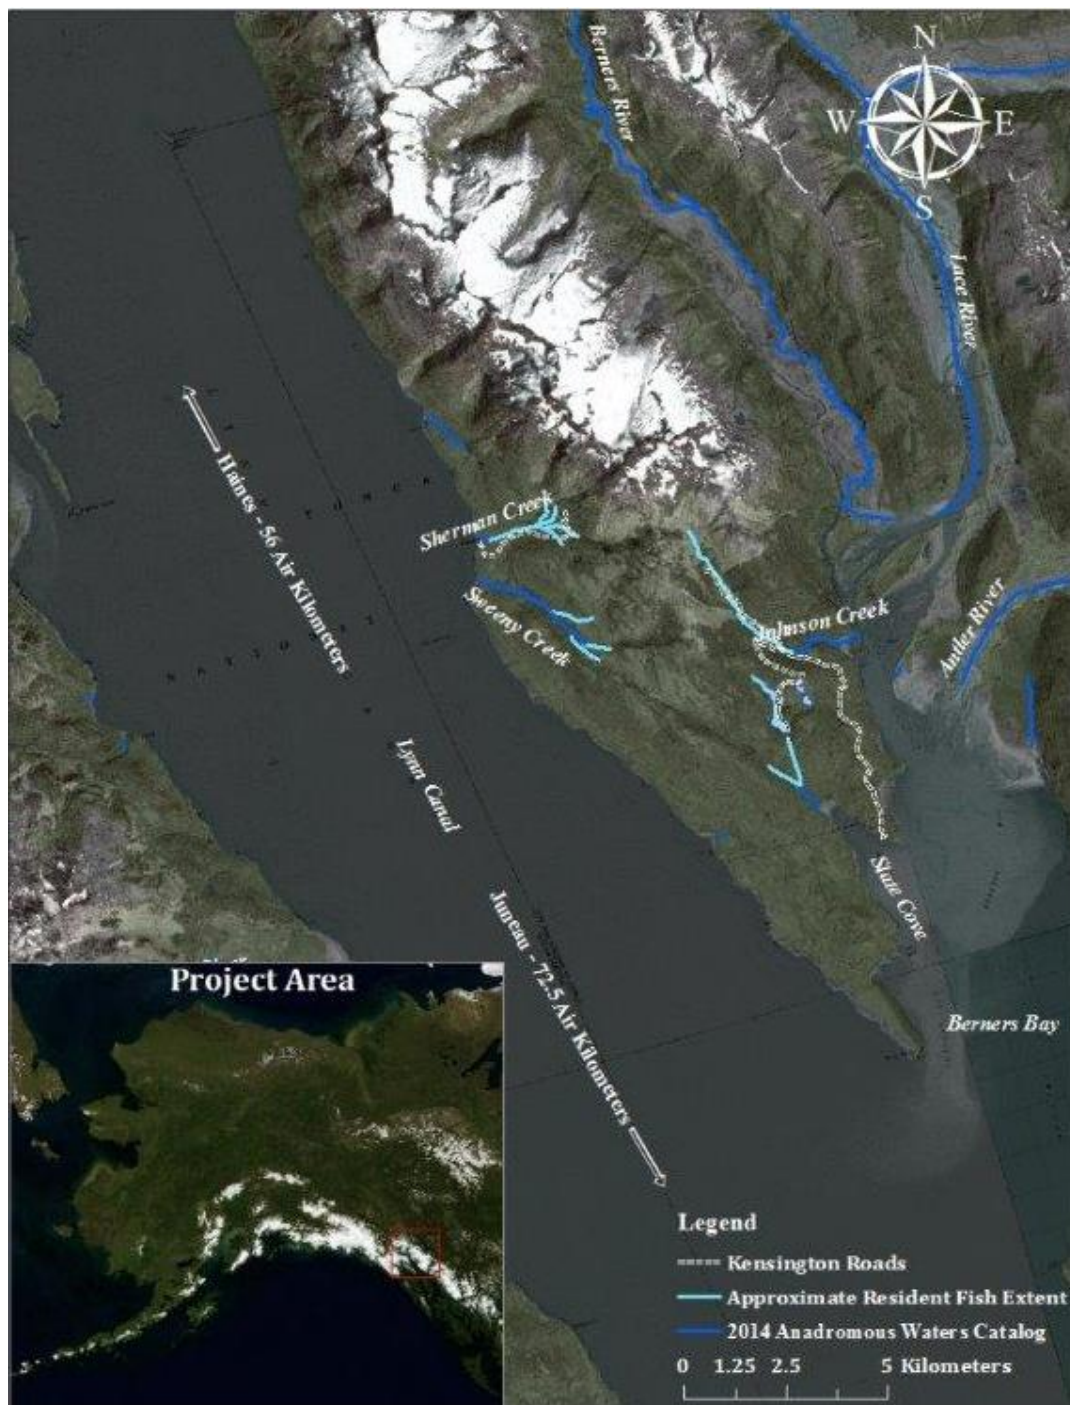 N
W
E
S
Berners River
Lace River
Sherman Creek
Sweeny Creek
Johnson Creek
Antler River
Haines - 56 Air Kilometers
Lynn Canal
Juneau - 72.5 Air Kilometers
Slate Cove
Berners Bay
Project Area
Legend
Kensington Roads
Approximate Resident Fish Extent
2014 Anadromous Waters Catalog
0 1.25 2.5 5 Kilometers